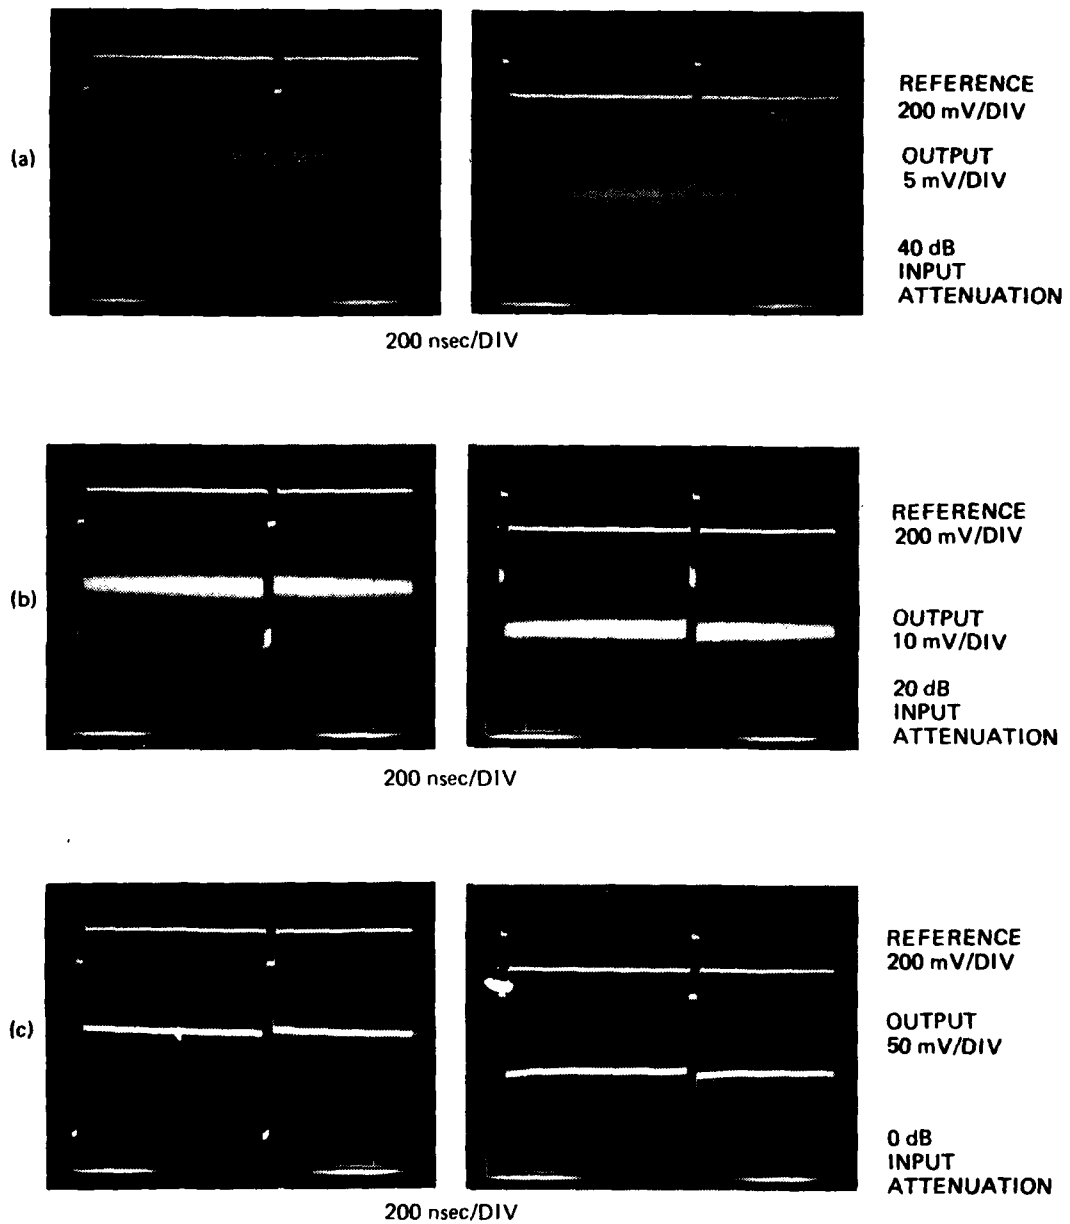 (a)
REFERENCE
200 mV/DIV
OUTPUT
5 mV/DIV
40 dB
INPUT
ATTENUATION
200 nsec/DIV
(b)
REFERENCE
200 mV/DIV
OUTPUT
10 mV/DIV
20 dB
INPUT
ATTENUATION
200 nsec/DIV
(c)
REFERENCE
200 mV/DIV
OUTPUT
50 mV/DIV
0 dB
INPUT
ATTENUATION
200 nsec/DIV